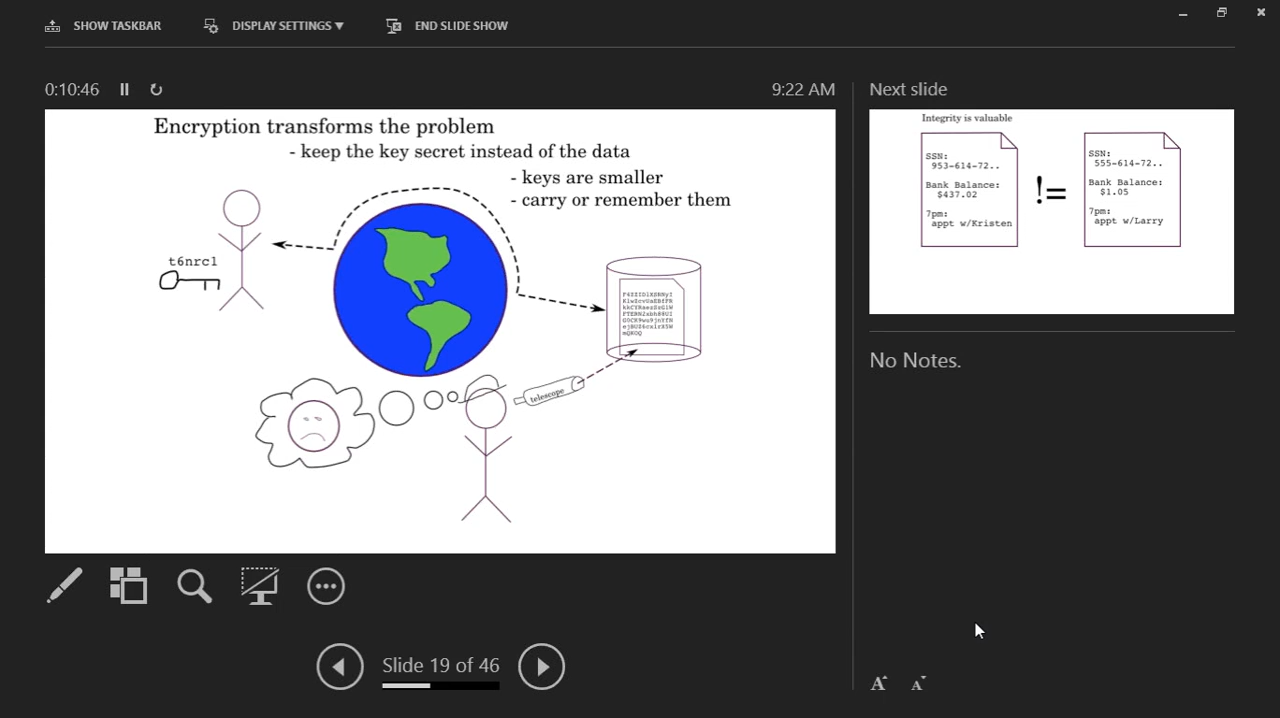 SHOW TASKBAR
DISPLAY SETTINGS ▼
END SLIDE SHOW
0:10:46
9:22 AM
Next slide
Encryption transforms the problem
- keep the key secret instead of the data
- keys are smaller
- carry or remember them
t6nrc1
telescope
Integrity is valuable
SSN:
953-614-72..
Bank Balance:
$437.02
7pm:
appt w/Kristen
!=
SSN:
555-614-72..
Bank Balance:
$1.05
7pm:
appt w/Larry
No Notes.
Slide 19 of 46
A
A